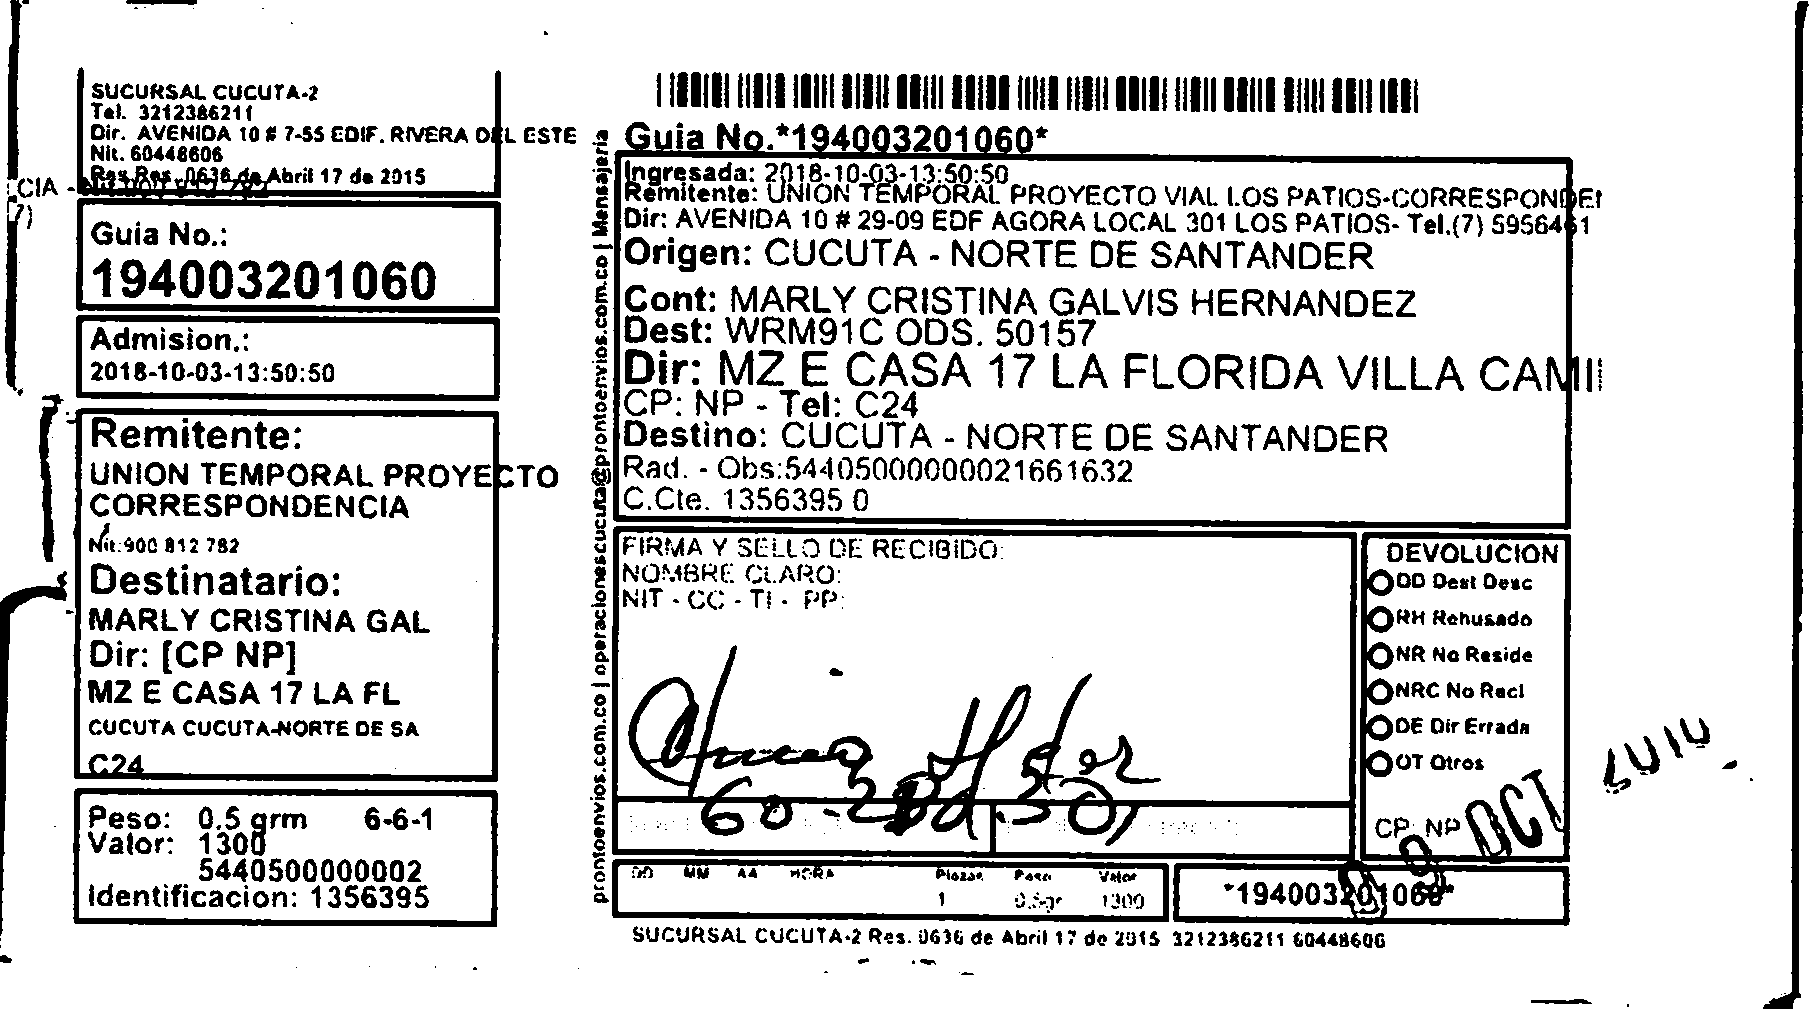 SUCURSAL CUCUTA-2
Tel. 3212386211
Dir. AVENIDA 10 # 7-55 EDIF. RIVERA DEL ESTE
Nit. 60448606
Res Res. 0636 de Abril 17 de 2015
CIA -
7)
Guia No.:
194003201060
Admision.:
2018-10-03-13:50:50
Remitente:
UNION TEMPORAL PROYECTO
CORRESPONDENCIA
Nit:900 812 782
Destinatario:
MARLY CRISTINA GAL
Dir: [CP NP]
MZ E CASA 17 LA FL
CUCUTA CUCUTA-NORTE DE SA
C24
Peso: 0.5 grm 6-6-1
Valor: 1300
5440500000002
Identificacion: 1356395
prontoenvios.com.co | operacionescucuta@prontoenvios.com.co | Mensajeria
Guia No.*194003201060*
Ingresada: 2018-10-03-13:50:50
Remitente: UNION TEMPORAL PROYECTO VIAL LOS PATIOS-CORRESPONDEN
Dir: AVENIDA 10 # 29-09 EDF AGORA LOCAL 301 LOS PATIOS- Tel.(7) 5956461
Origen: CUCUTA - NORTE DE SANTANDER
Cont: MARLY CRISTINA GALVIS HERNANDEZ
Dest: WRM91C ODS. 50157
Dir: MZ E CASA 17 LA FLORIDA VILLA CAMI
CP: NP - Tel: C24
Destino: CUCUTA - NORTE DE SANTANDER
Rad. - Obs:544050000000021661632
C.Cte. 1356395 0
FIRMA Y SELLO DE RECIBIDO:
NOMBRE CLARO:
NIT - CC - TI - PP:
DEVOLUCION
DD Dest Desc
RH Rehusado
NR No Reside
NRC No Recl
DE Dir Errada
OT Otros
CP: NP
09 OCT
DD MM AA HORA Piezas Peso Valor
1 0.5gr 1300
*194003201060*
SUCURSAL CUCUTA-2 Res. 0636 de Abril 17 de 2015 3212386211 60448606